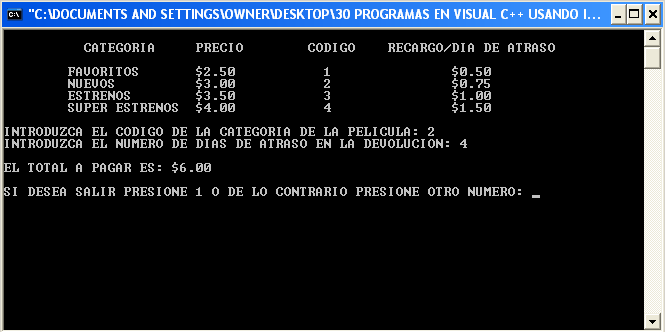 "C:\DOCUMENTS AND SETTINGS\OWNER\DESKTOP\30 PROGRAMAS EN VISUAL C++ USANDO I...
CATEGORIA PRECIO CODIGO RECARGO/DIA DE ATRASO
FAVORITOS $2.50 1 $0.50
NUEVOS $3.00 2 $0.75
ESTRENOS $3.50 3 $1.00
SUPER ESTRENOS $4.00 4 $1.50
INTRODUZCA EL CODIGO DE LA CATEGORIA DE LA PELICULA: 2
INTRODUZCA EL NUMERO DE DIAS DE ATRASO EN LA DEVOLUCION: 4
EL TOTAL A PAGAR ES: $6.00
SI DESEA SALIR PRESIONE 1 O DE LO CONTRARIO PRESIONE OTRO NUMERO: _